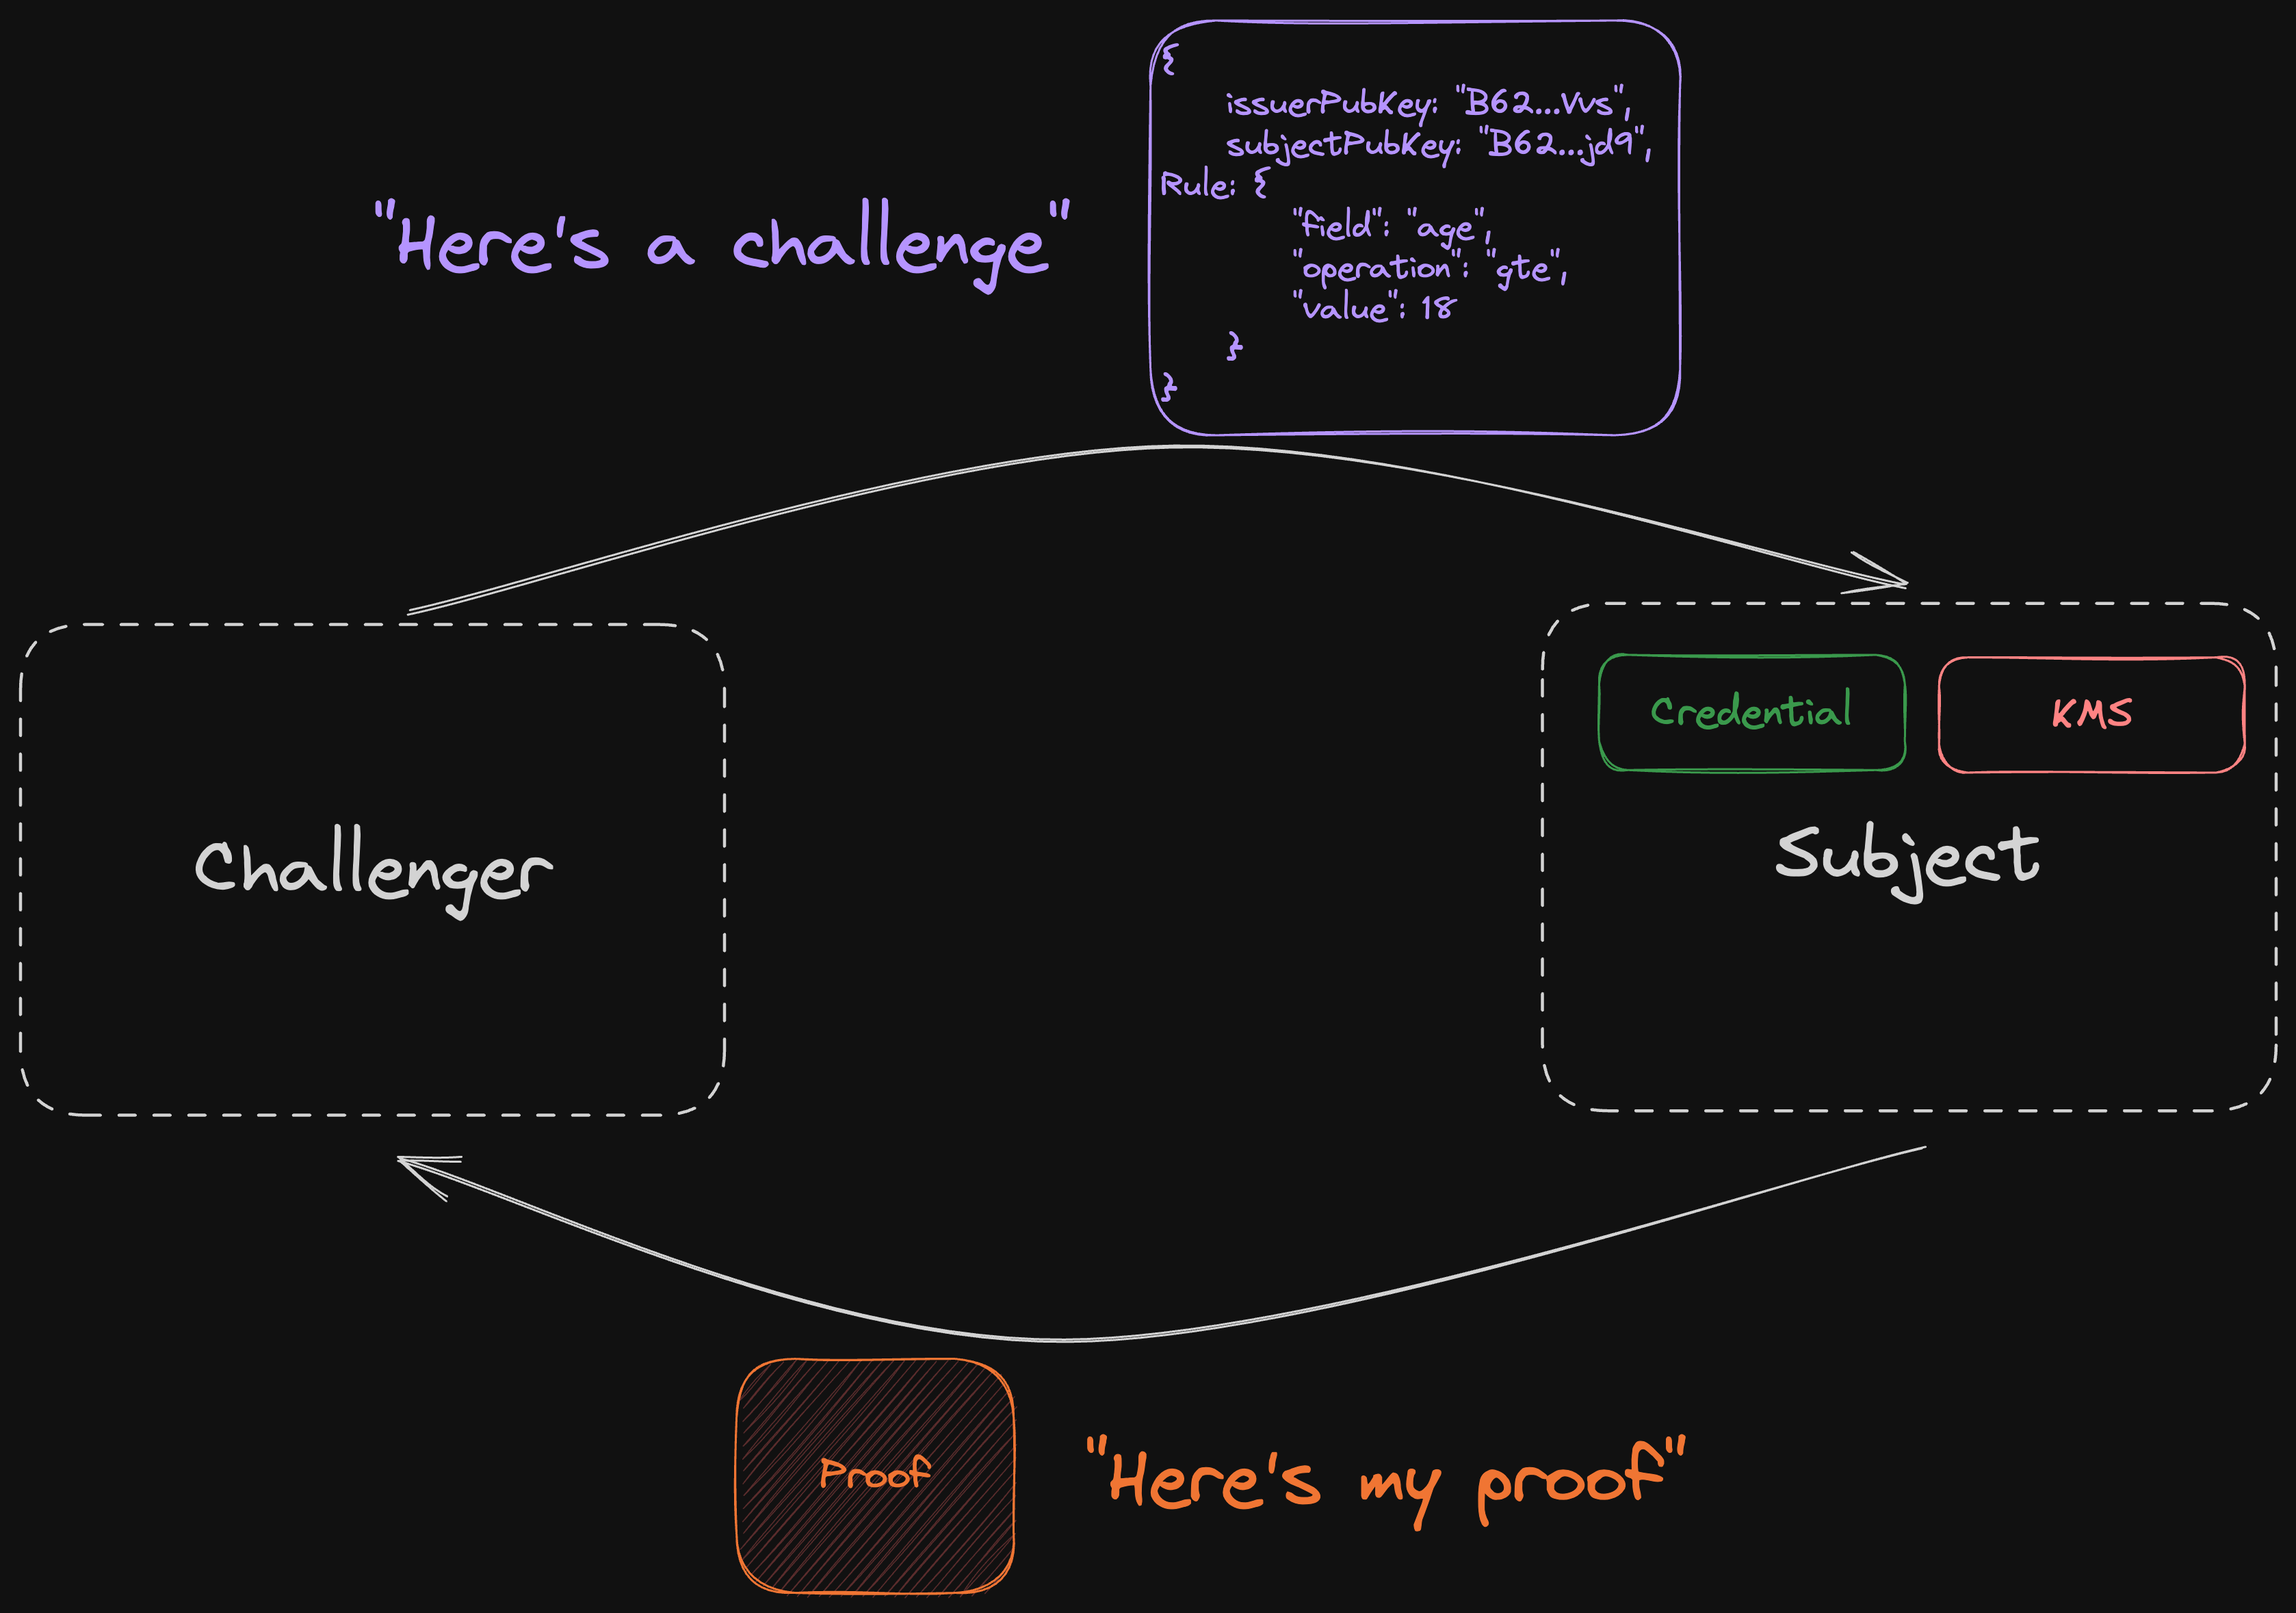 {
issuerPubKey: "B62...Vvs",
subjectPubKey: "B62...jd9",
Rule: {
"field": "age",
"operation": "gte",
"value": 18
}
}
"Here's a challenge"
Credential
KMS
Challenger
Subject
Proof
"Here's my proof"